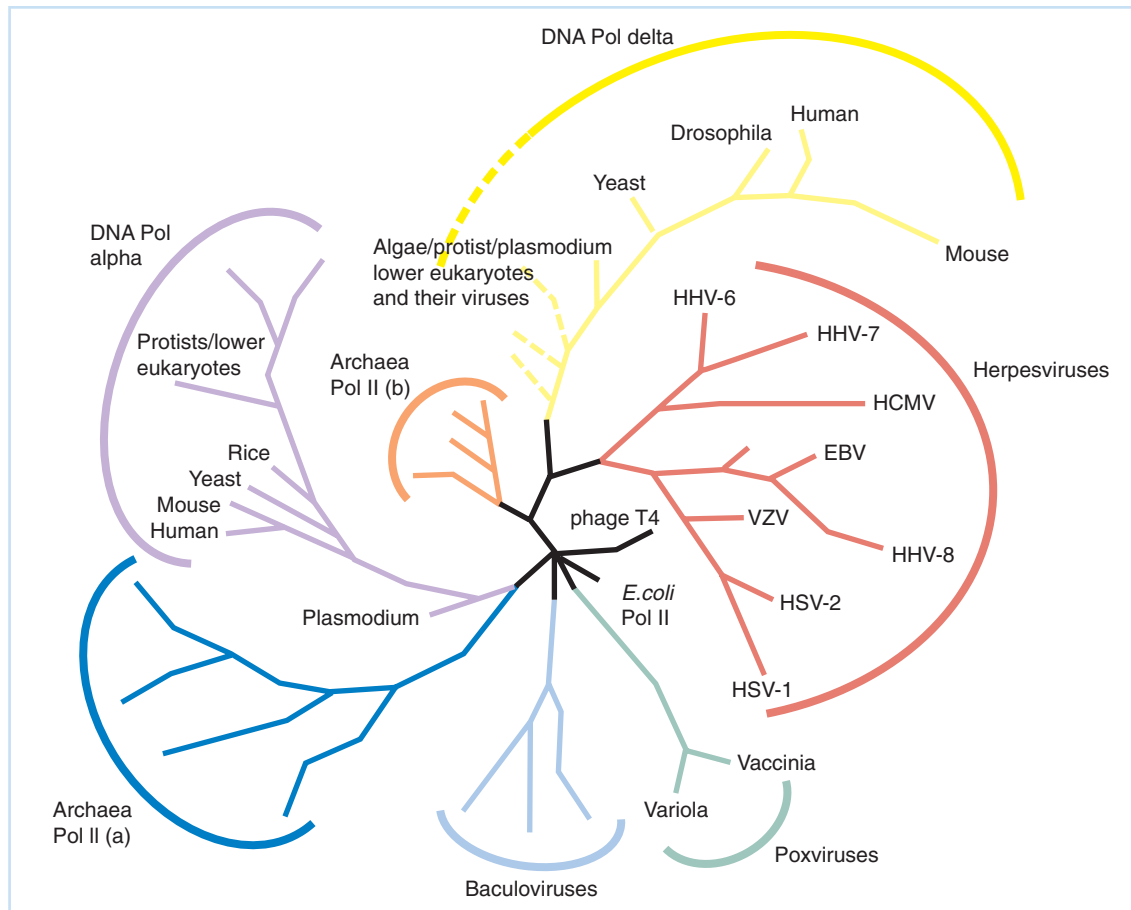 DNA Pol delta
Human
Drosophila
Yeast
Mouse
DNA Pol
alpha
Algae/protist/plasmodium
lower eukaryotes
and their viruses
Protists/lower
eukaryotes
Archaea
Pol II (b)
HHV-6
HHV-7
Herpesviruses
HCMV
EBV
VZV
HHV-8
HSV-2
HSV-1
Rice
Yeast
Mouse
Human
phage T4
E.coli
Pol II
Plasmodium
Archaea
Pol II (a)
Baculoviruses
Vaccinia
Variola
Poxviruses